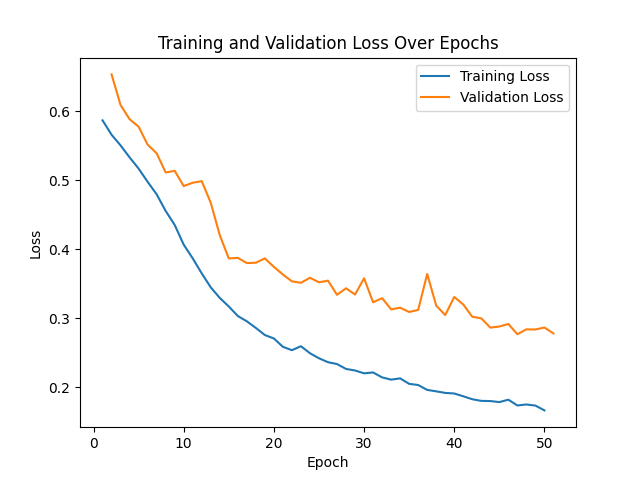 Training and Validation Loss Over Epochs
Training Loss
Validation Loss
Loss
0.6
0.5
0.4
0.3
0.2
0 10 20 30 40 50
Epoch